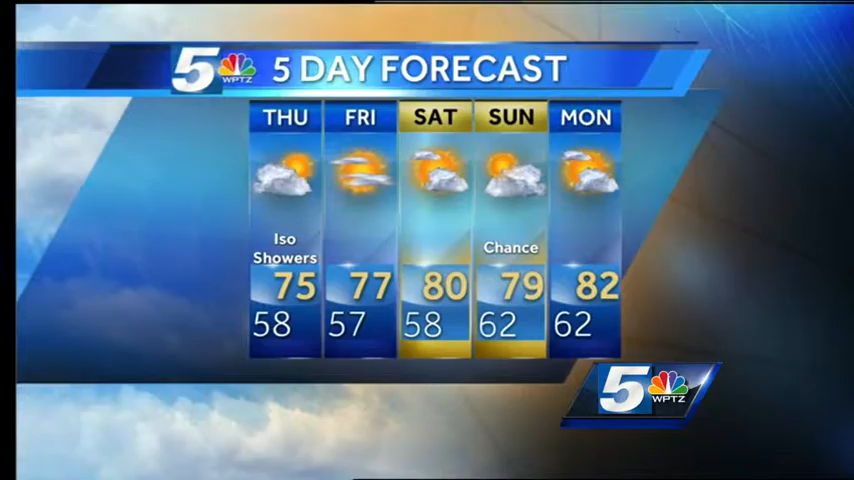 5 WPTZ 5 DAY FORECAST
THU FRI SAT SUN MON
Iso
Showers
Chance
75 77 80 79 82
58 57 58 62 62
5 WPTZ